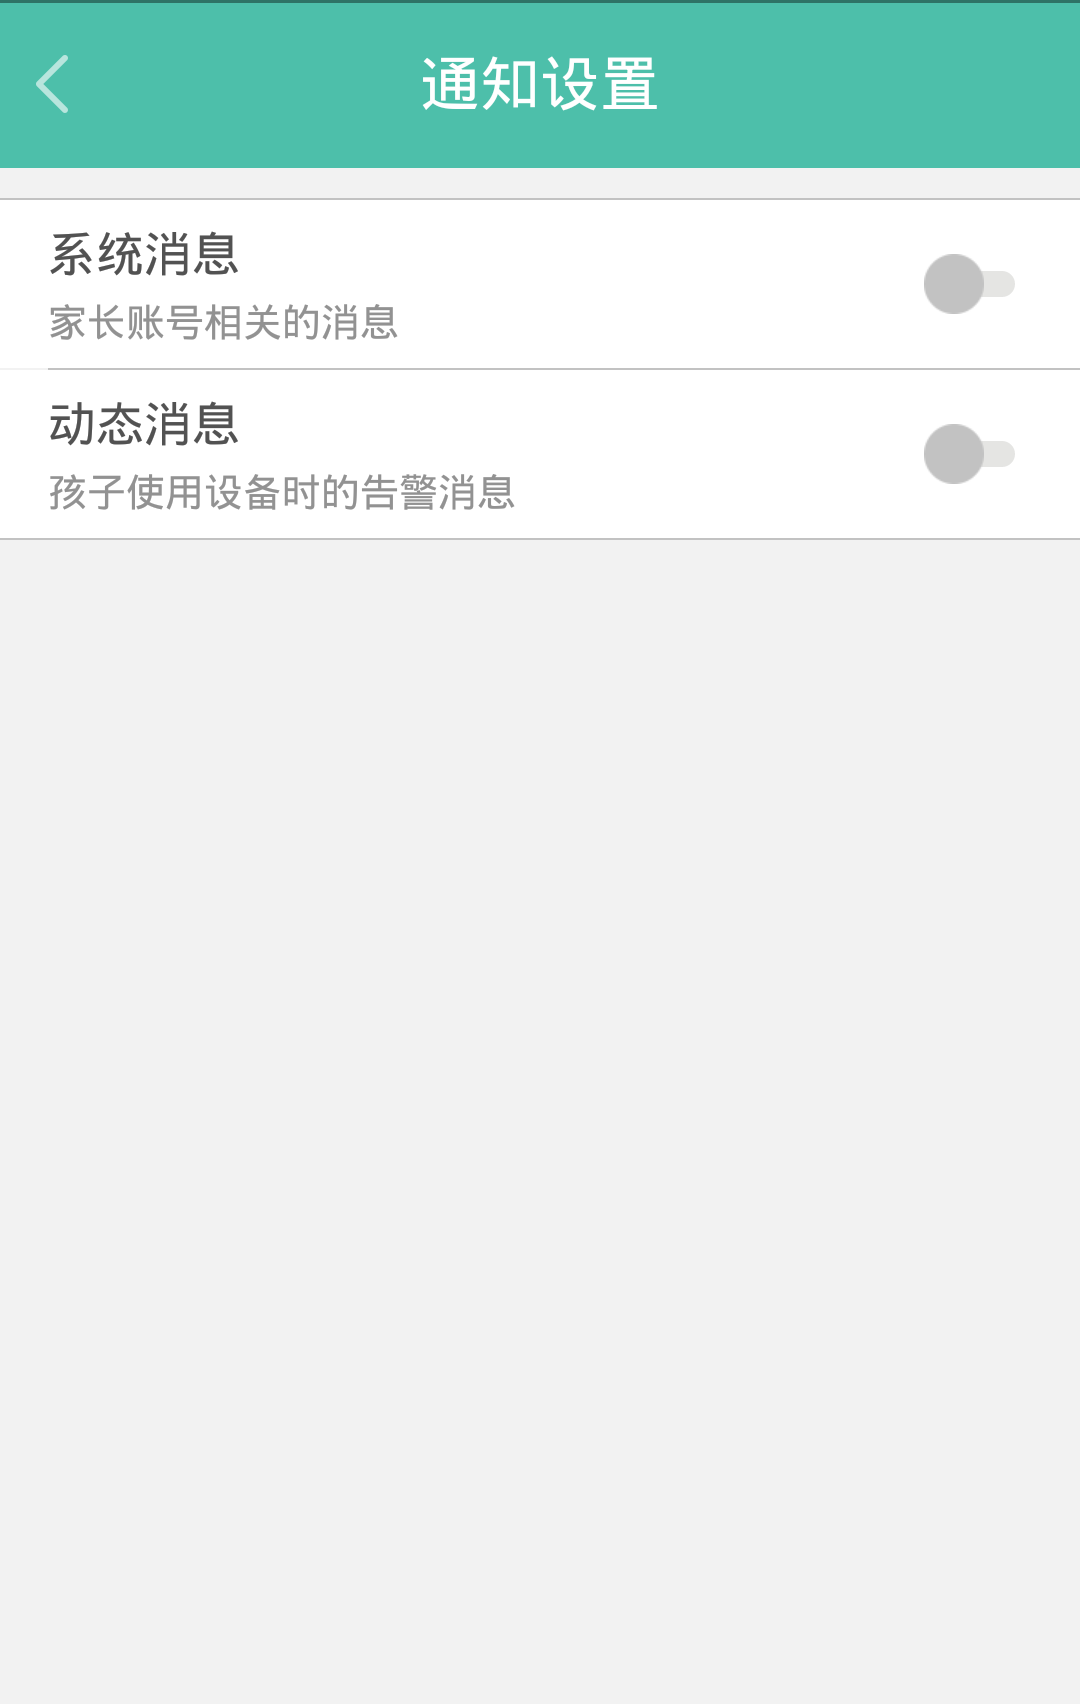 通知设置
系统消息
家长账号相关的消息
动态消息
孩子使用设备时的告警消息